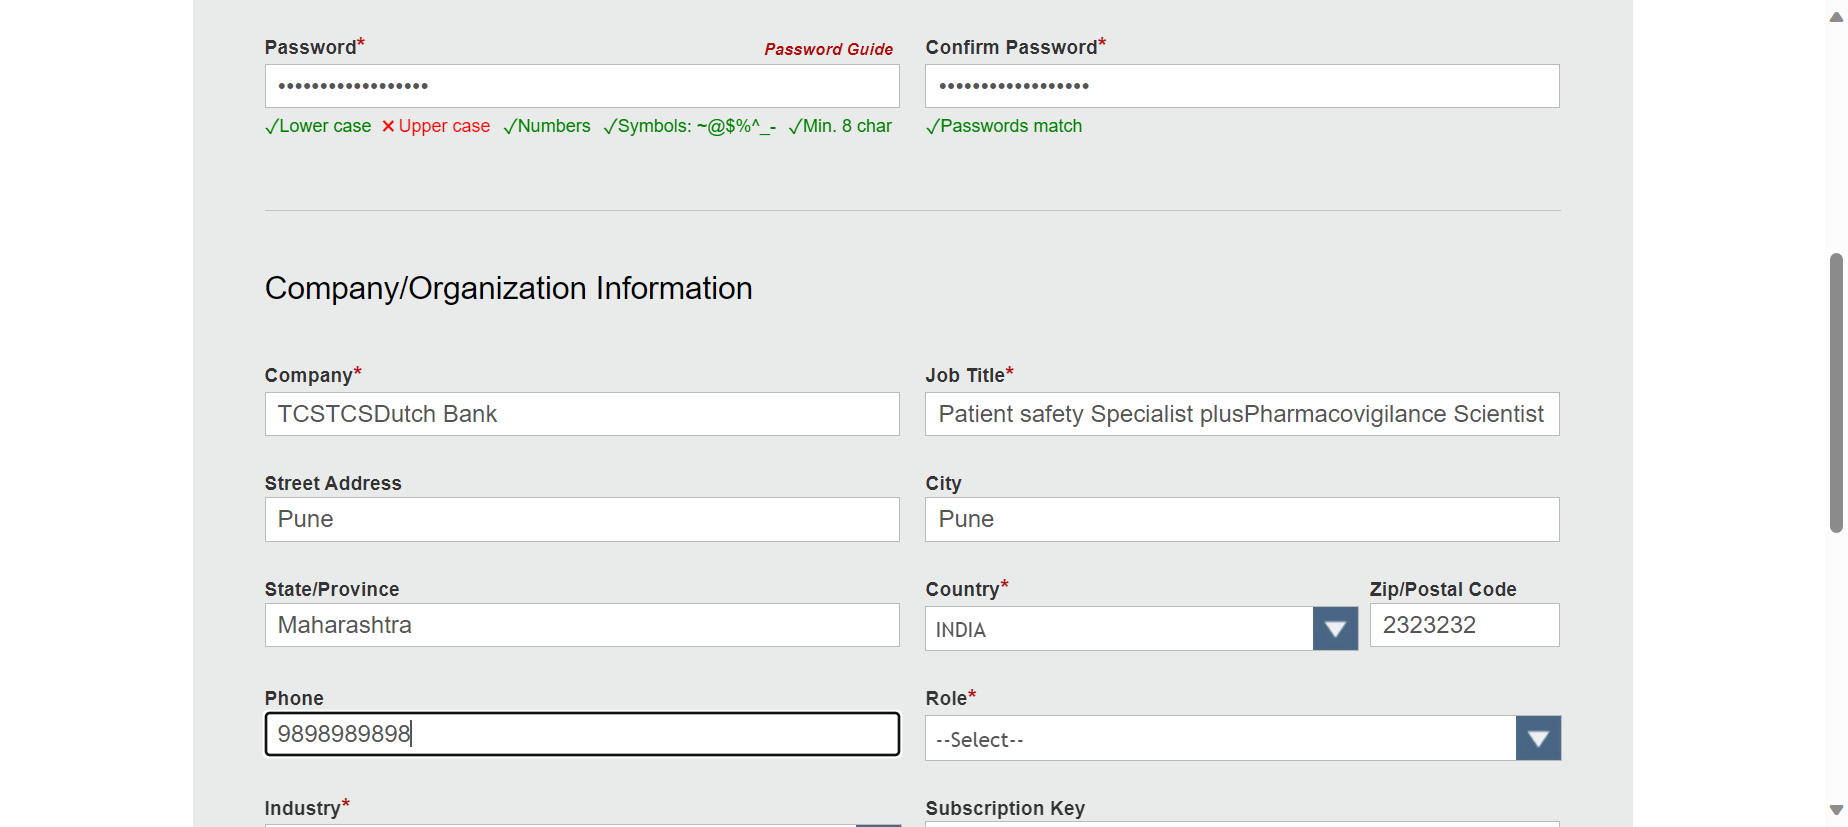 Password* Password Guide Confirm Password*
•••••••••••••••••• ••••••••••••••••••
✓Lower case ✕ Upper case ✓Numbers ✓Symbols: ~@$%^_- ✓Min. 8 char ✓Passwords match
Company/Organization Information
Company* Job Title*
TCSTCSDutch Bank Patient safety Specialist plusPharmacovigilance Scientist
Street Address City
Pune Pune
State/Province Country* Zip/Postal Code
Maharashtra INDIA 2323232
Phone Role*
9898989898 --Select--
Industry* Subscription Key